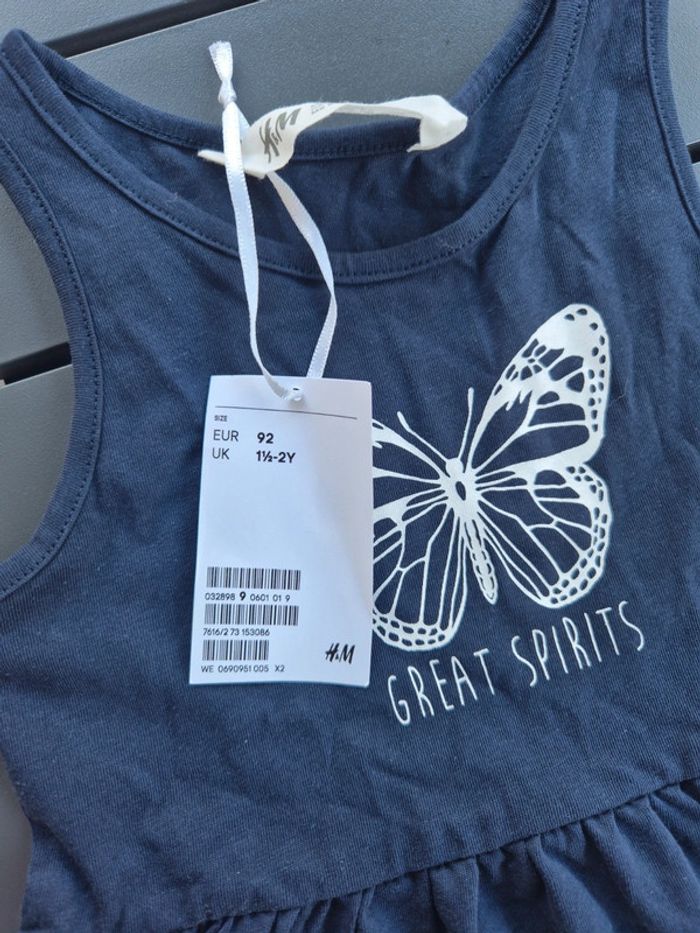 H&M
SIZE
EUR 92
UK 1½-2Y
032898 9 0601 01 9
7616/2 73 153086
WE 0690951 005 X2
H&M
GREAT SPIRITS